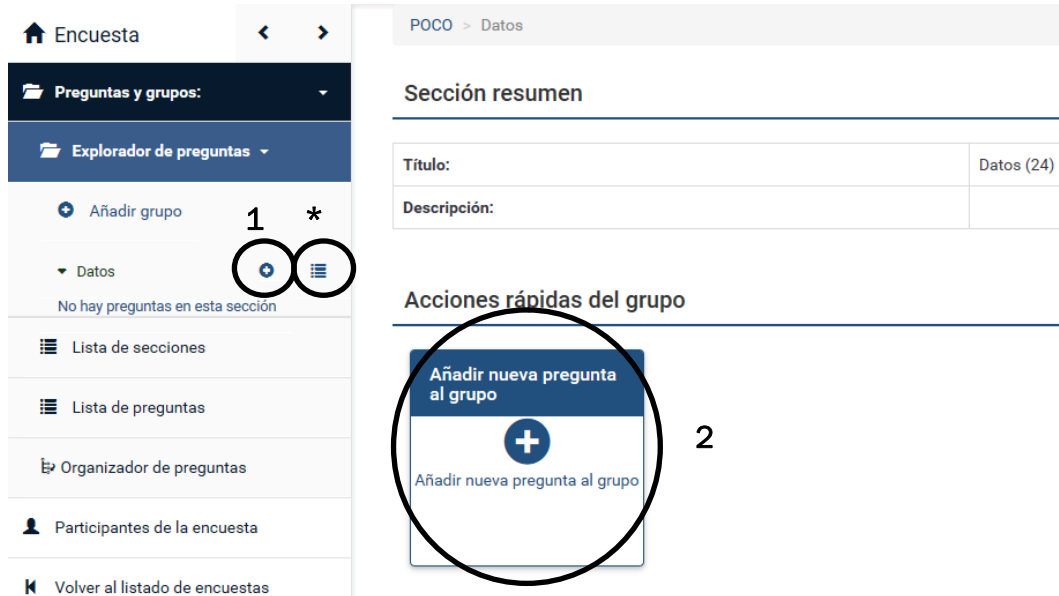 Encuesta
Preguntas y grupos:
Explorador de preguntas
Añadir grupo
1 *
Datos
No hay preguntas en esta sección
Lista de secciones
Lista de preguntas
Organizador de preguntas
Participantes de la encuesta
Volver al listado de encuestas
POCO > Datos
Sección resumen
Título: Datos (24)
Descripción:
Acciones rápidas del grupo
Añadir nueva pregunta
al grupo
Añadir nueva pregunta al grupo
2